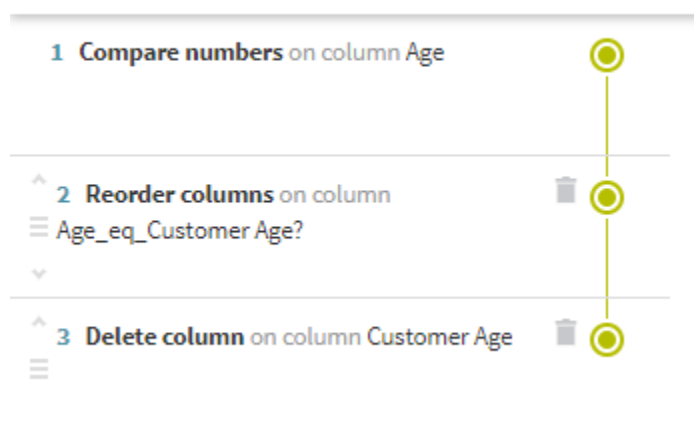 1 Compare numbers on column Age
2 Reorder columns on column
Age_eq_Customer Age?
3 Delete column on column Customer Age